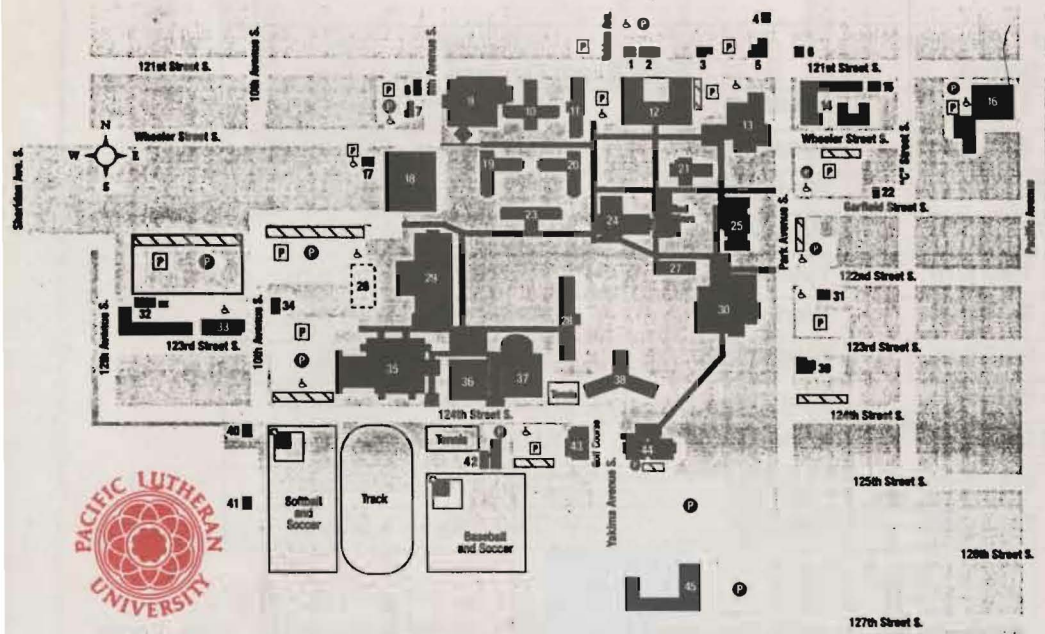 4
P
P
P
1 2
3
5
6
121st Street S.
10th Avenue S.
121st Street S.
P
P
8
7
9
10
11
P
12
P
13
14
15
P
P
16
Wheeler Street S.
Wheeler Street S.
"C" Street S.
N
W E
S
P
17
18
19
20
21
P
P
22
Garfield Street S.
Sheridan Ave. S.
23
24
25
Park Avenue S.
Pacific Avenue
P
P
P
P
26
29
27
P
122nd Street S.
30
31
P
32
33
34
28
12th Avenue S.
123rd Street S.
10th Avenue S.
P
P
123rd Street S.
35
36
37
38
Tennis
124th Street S.
124th Street S.
40
Tennis
P
P
42
43
Golf Course
44
P
125th Street S.
41
Softball
and
Soccer
Track
Baseball
and Soccer
Yakima Avenue S.
P
126th Street S.
45
P
127th Street S.
PACIFIC LUTHERAN
UNIVERSITY